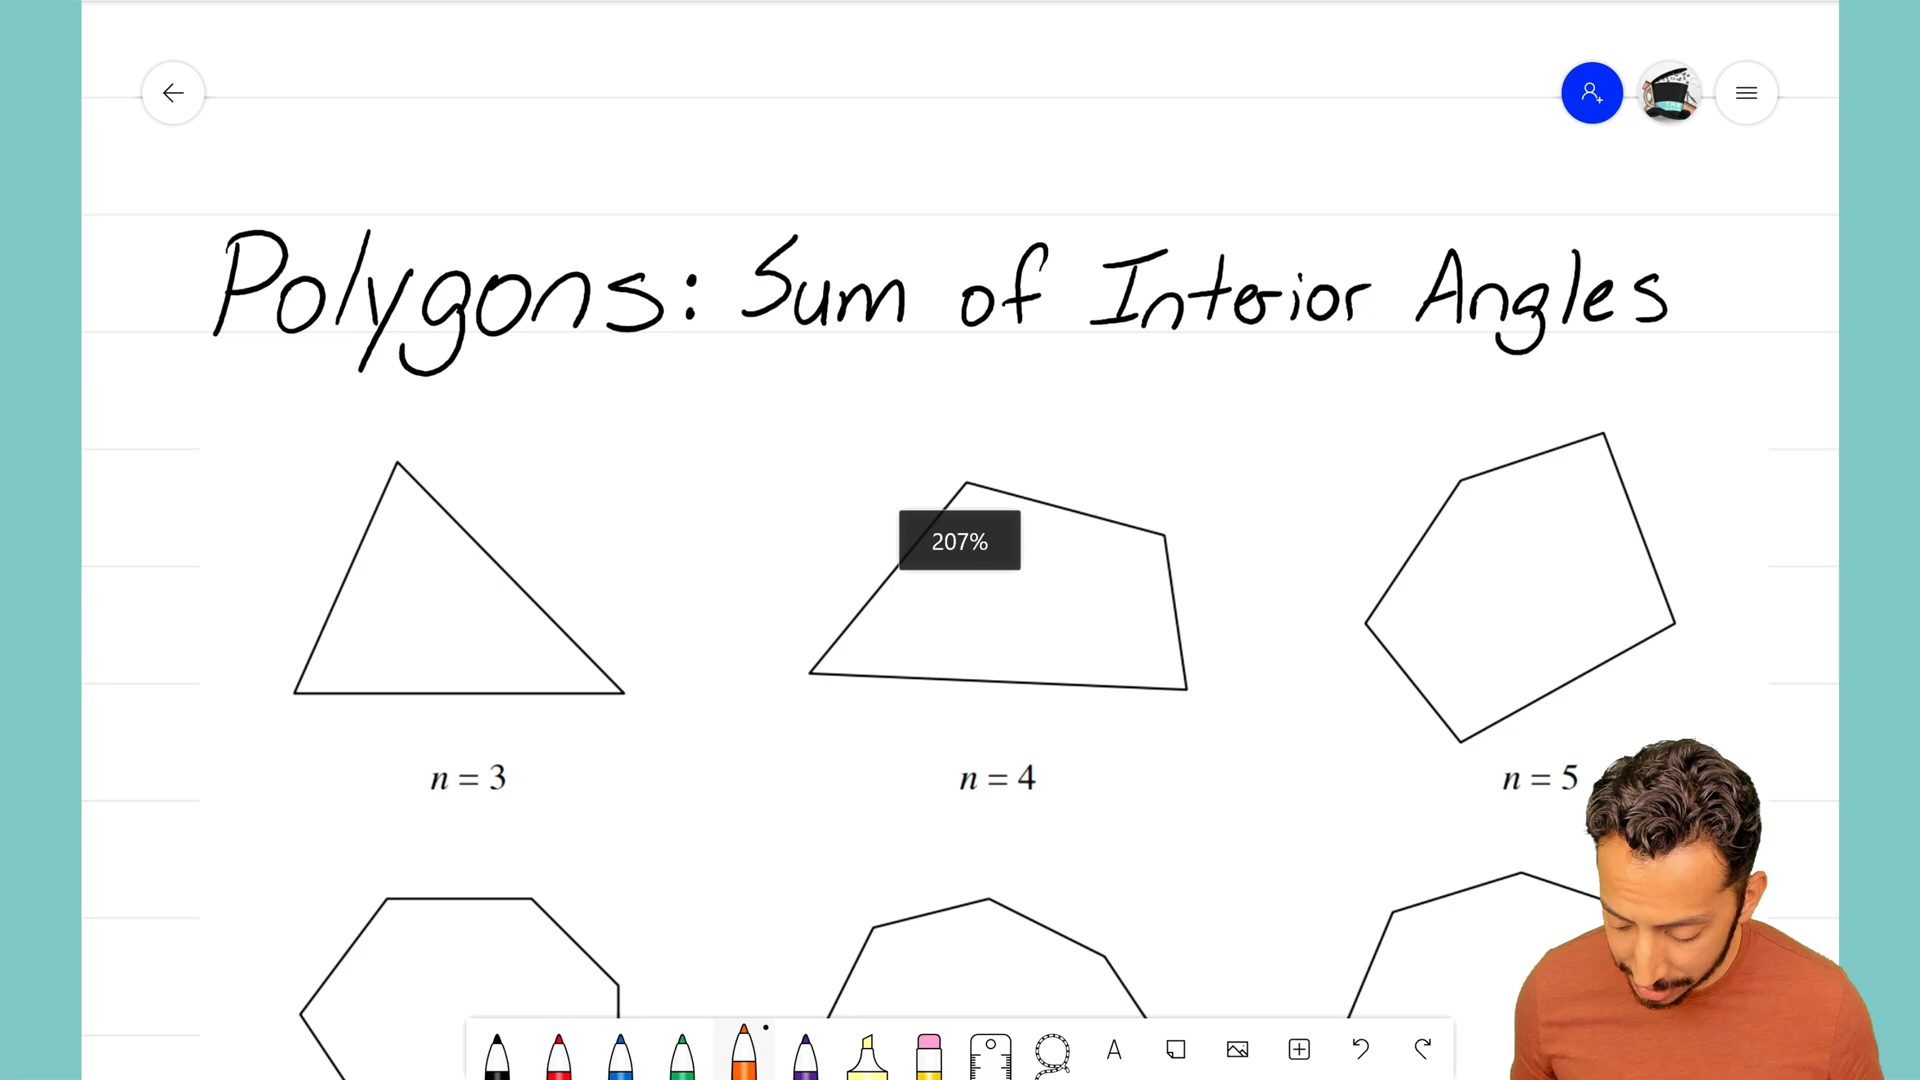 Polygons: Sum of Interior Angles
207%
n = 3
n = 4
n = 5
A